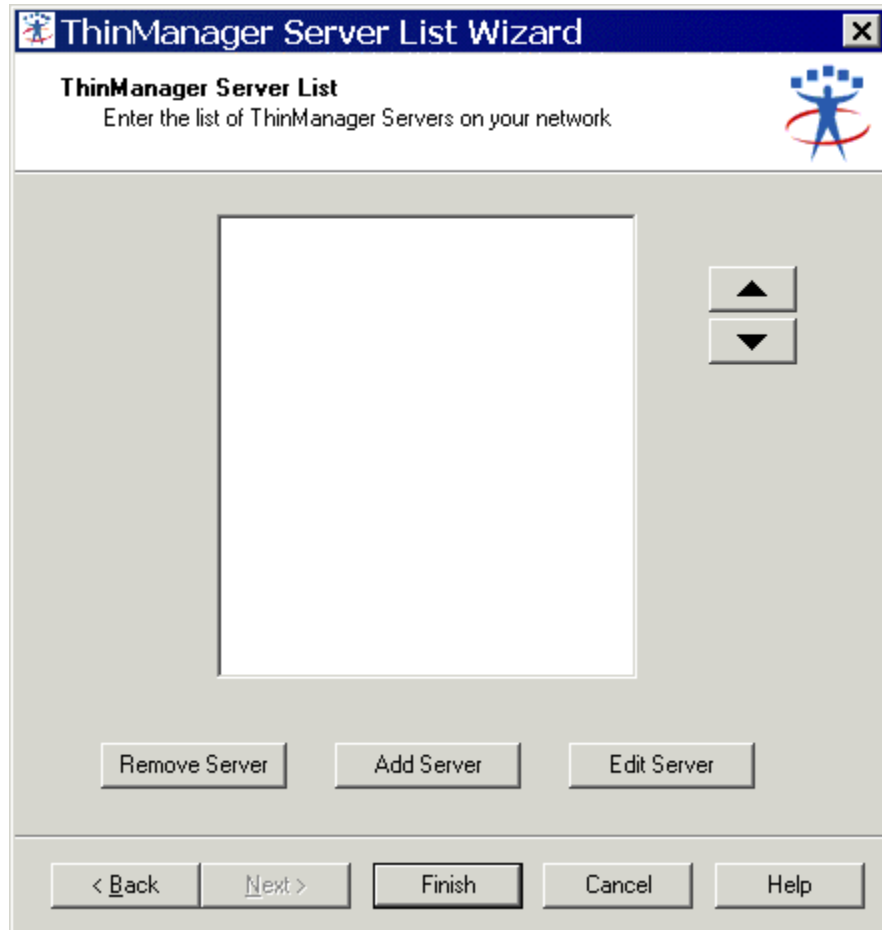 ThinManager Server List Wizard
ThinManager Server List
Enter the list of ThinManager Servers on your network
Remove Server Add Server Edit Server
< Back Next > Finish Cancel Help